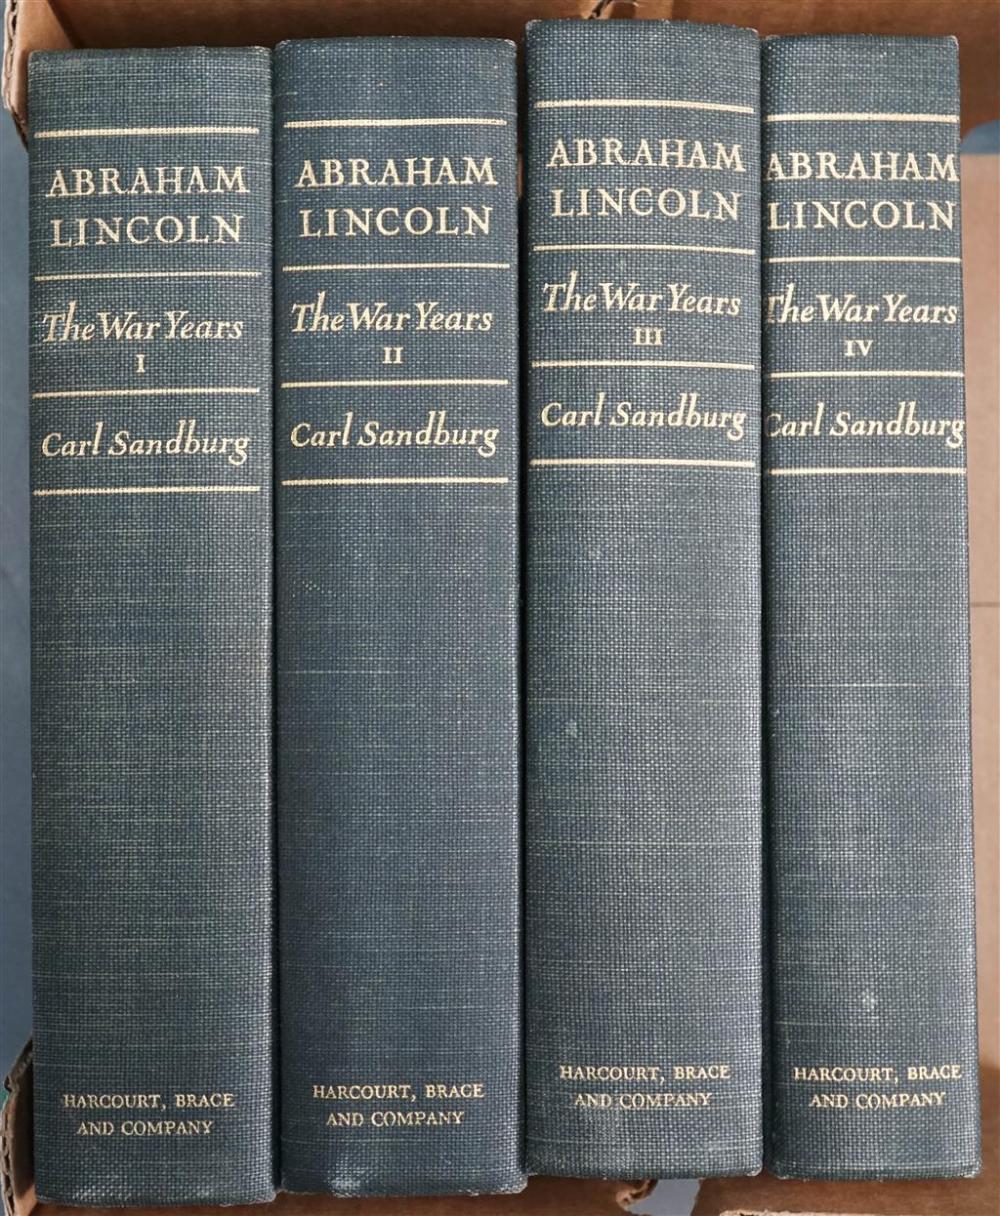 ABRAHAM
LINCOLN
The War Years
I
Carl Sandburg
HARCOURT, BRACE
AND COMPANY
ABRAHAM
LINCOLN
The War Years
II
Carl Sandburg
HARCOURT, BRACE
AND COMPANY
ABRAHAM
LINCOLN
The War Years
III
Carl Sandburg
HARCOURT, BRACE
AND COMPANY
ABRAHAM
LINCOLN
The War Years
IV
Carl Sandburg
HARCOURT, BRACE
AND COMPANY